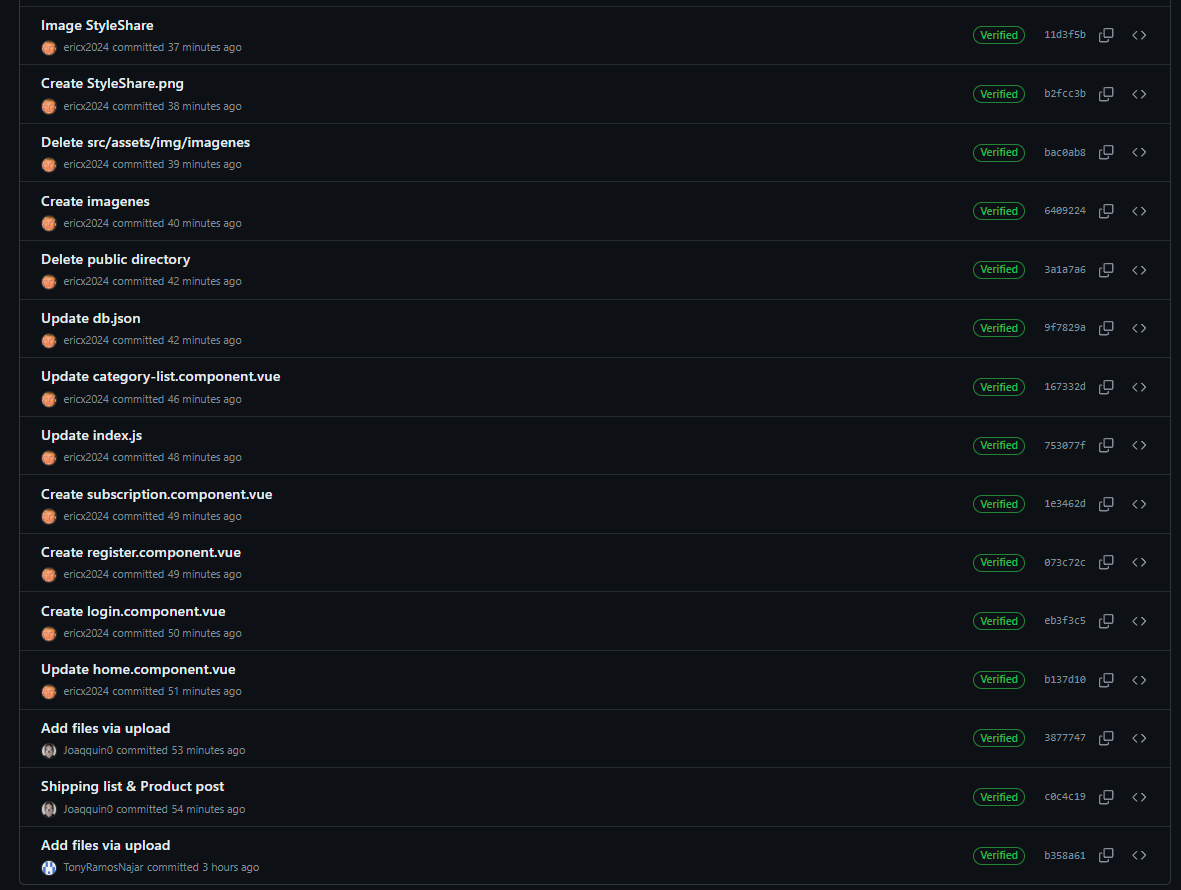 Image StyleShare
ericx2024 committed 37 minutes ago
Verified 11d3f5b
Create StyleShare.png
ericx2024 committed 38 minutes ago
Verified b2fcc3b
Delete src/assets/img/imagenes
ericx2024 committed 39 minutes ago
Verified bac0ab8
Create imagenes
ericx2024 committed 40 minutes ago
Verified 6409224
Delete public directory
ericx2024 committed 42 minutes ago
Verified 3a1a7a6
Update db.json
ericx2024 committed 42 minutes ago
Verified 9f7829a
Update category-list.component.vue
ericx2024 committed 46 minutes ago
Verified 167332d
Update index.js
ericx2024 committed 48 minutes ago
Verified 753077f
Create subscription.component.vue
ericx2024 committed 49 minutes ago
Verified 1e3462d
Create register.component.vue
ericx2024 committed 49 minutes ago
Verified 073c72c
Create login.component.vue
ericx2024 committed 50 minutes ago
Verified eb3f3c5
Update home.component.vue
ericx2024 committed 51 minutes ago
Verified b137d10
Add files via upload
Joaqquin0 committed 53 minutes ago
Verified 3877747
Shipping list & Product post
Joaqquin0 committed 54 minutes ago
Verified c0c4c19
Add files via upload
TonyRamosNajar committed 3 hours ago
Verified b358a61